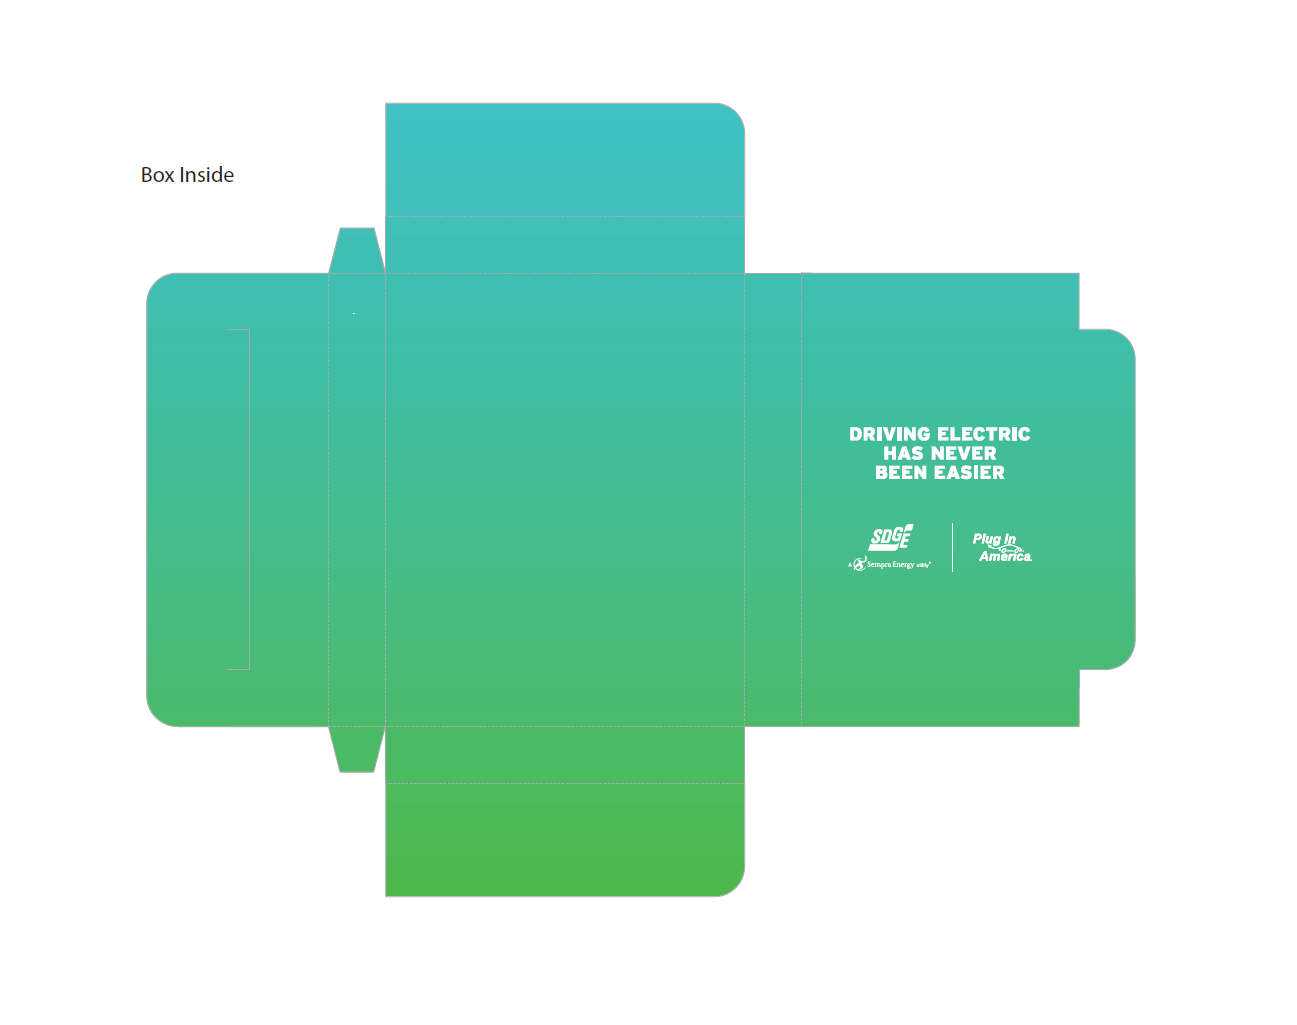 Box Inside
DRIVING ELECTRIC
HAS NEVER
BEEN EASIER
SDGE
A Sempra Energy utility®
Plug In
America.